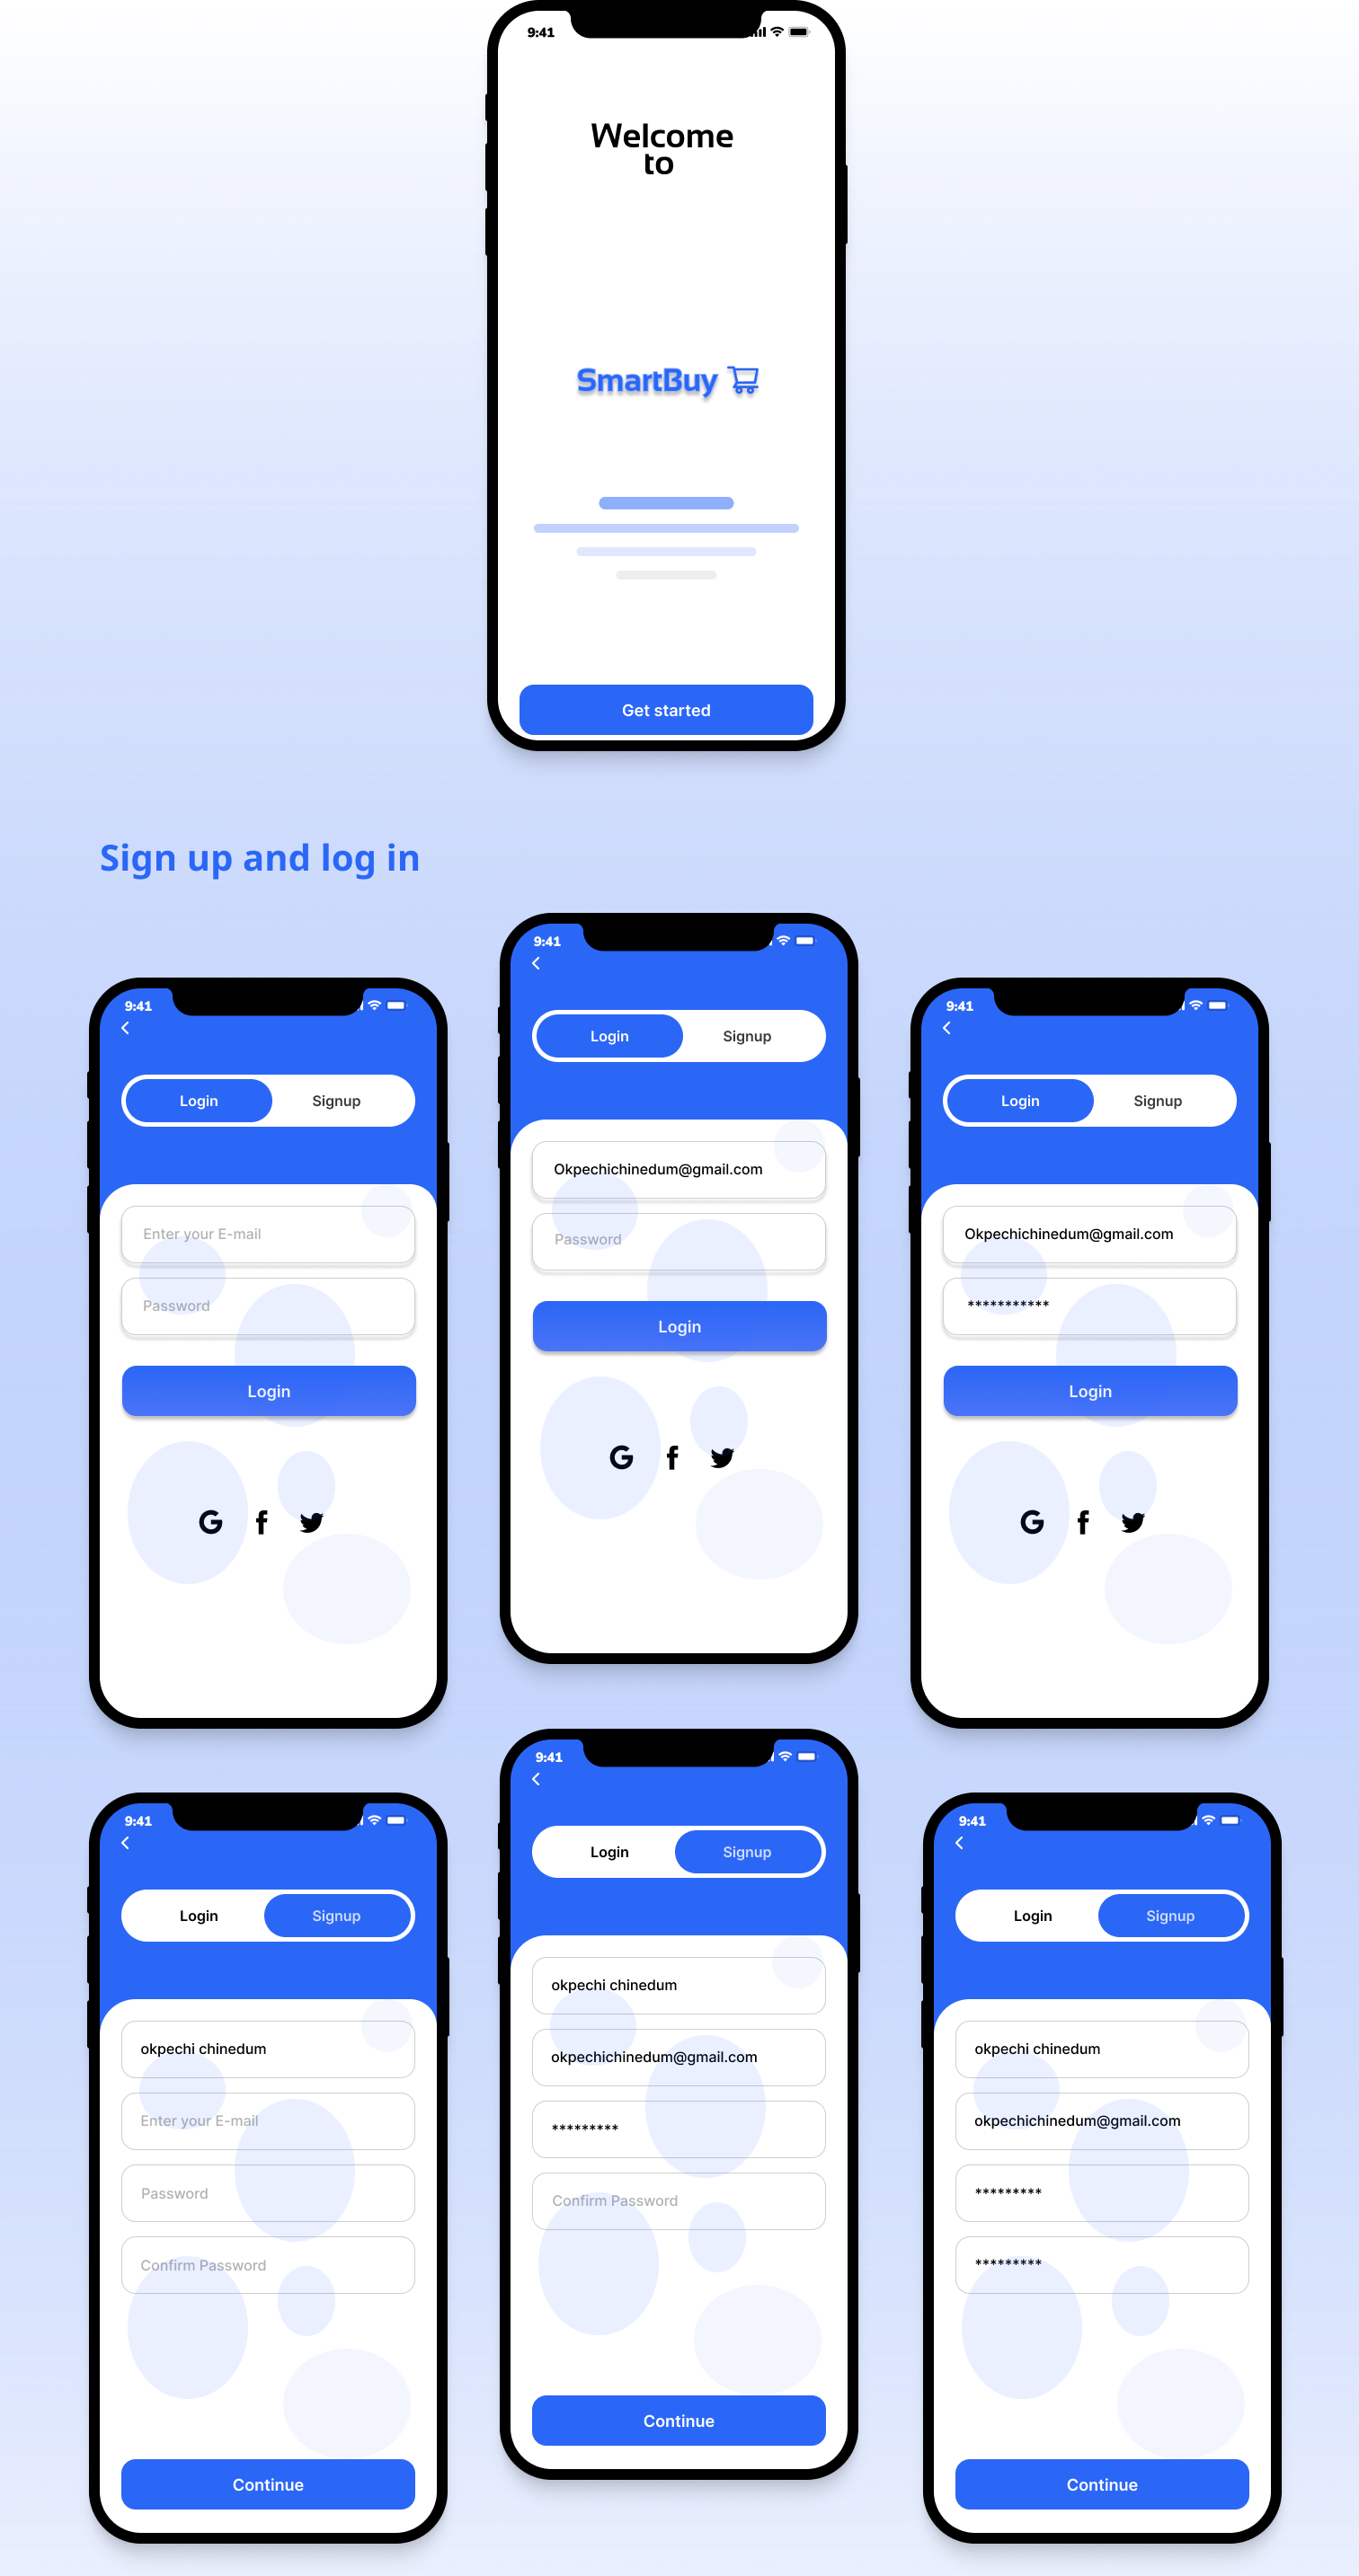 9:41
Welcome
to
SmartBuy
Get started
Sign up and log in
9:41
Login Signup
Enter your E-mail
Password
Login
9:41
Login Signup
Okpechichinedum@gmail.com
Password
Login
9:41
Login Signup
Okpechichinedum@gmail.com
***********
Login
9:41
Login Signup
okpechi chinedum
Enter your E-mail
Password
Confirm Password
Continue
9:41
Login Signup
okpechi chinedum
okpechichinedum@gmail.com
*********
Confirm Password
Continue
9:41
Login Signup
okpechi chinedum
okpechichinedum@gmail.com
*********
*********
Continue